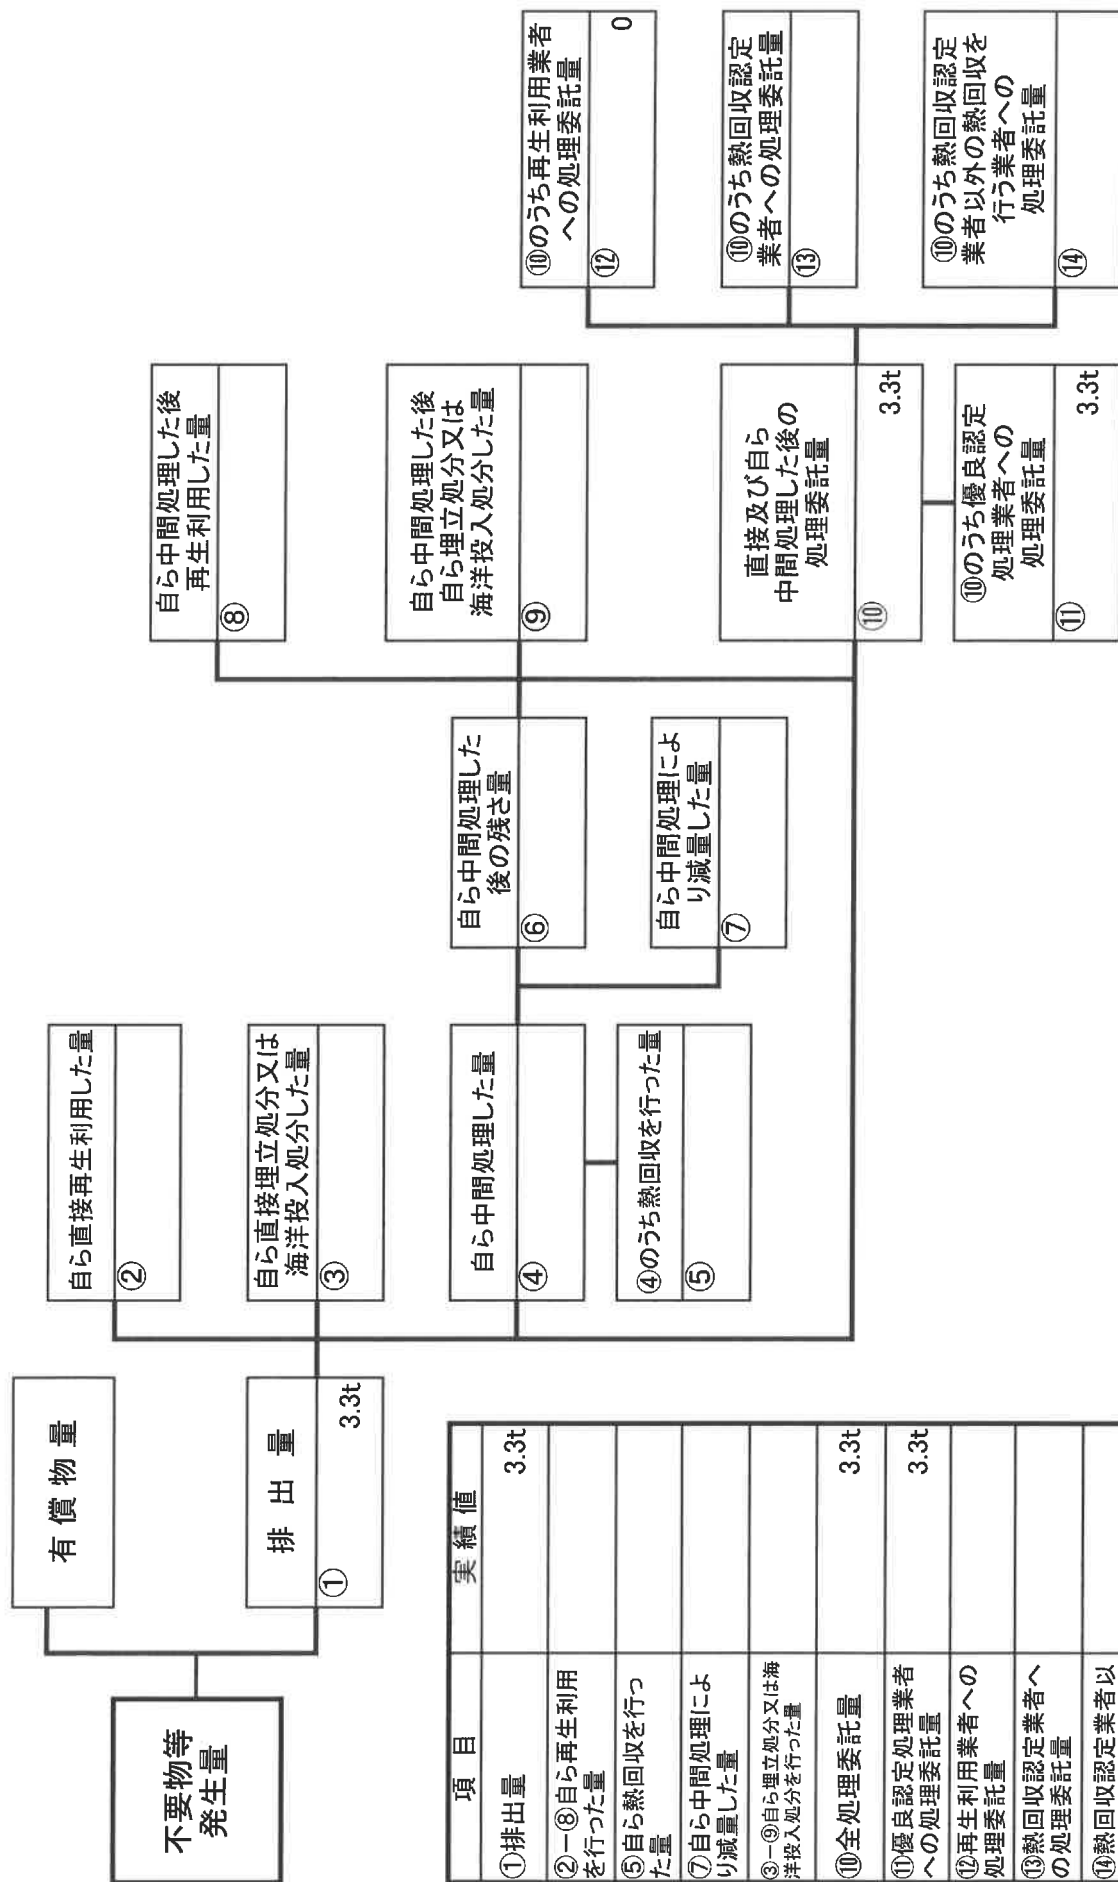 不要物等
発生量
有償物量
排出量
①
3.3t
自ら直接再生利用した量
②
自ら直接埋立処分又は
海洋投入処分した量
③
自ら中間処理した量
④
④のうち熱回収を行った量
⑤
自ら中間処理した
後の残さ量
⑥
自ら中間処理によ
り減量した量
⑦
自ら中間処理した後
再生利用した量
⑧
自ら中間処理した後
自ら埋立処分又は
海洋投入処分した量
⑨
直接及び自ら
中間処理した後の
処理委託量
⑩
3.3t
⑩のうち優良認定
処理業者への
処理委託量
⑪
3.3t
⑩のうち再生利用業者
への処理委託量
⑫
0
⑩のうち熱回収認定
業者への処理委託量
⑬
⑩のうち熱回収認定
業者以外の熱回収を
行う業者への
処理委託量
⑭
項目
実績値
①排出量
3.3t
②-⑧自ら再生利用
を行った量
⑤自ら熱回収を行っ
た量
⑦自ら中間処理によ
り減量した量
③-⑨自ら埋立処分又は海
洋投入処分を行った量
⑩全処理委託量
3.3t
⑪優良認定処理業者
への処理委託量
3.3t
⑫再生利用業者への
処理委託量
⑬熱回収認定業者へ
の処理委託量
⑭熱回収認定業者以